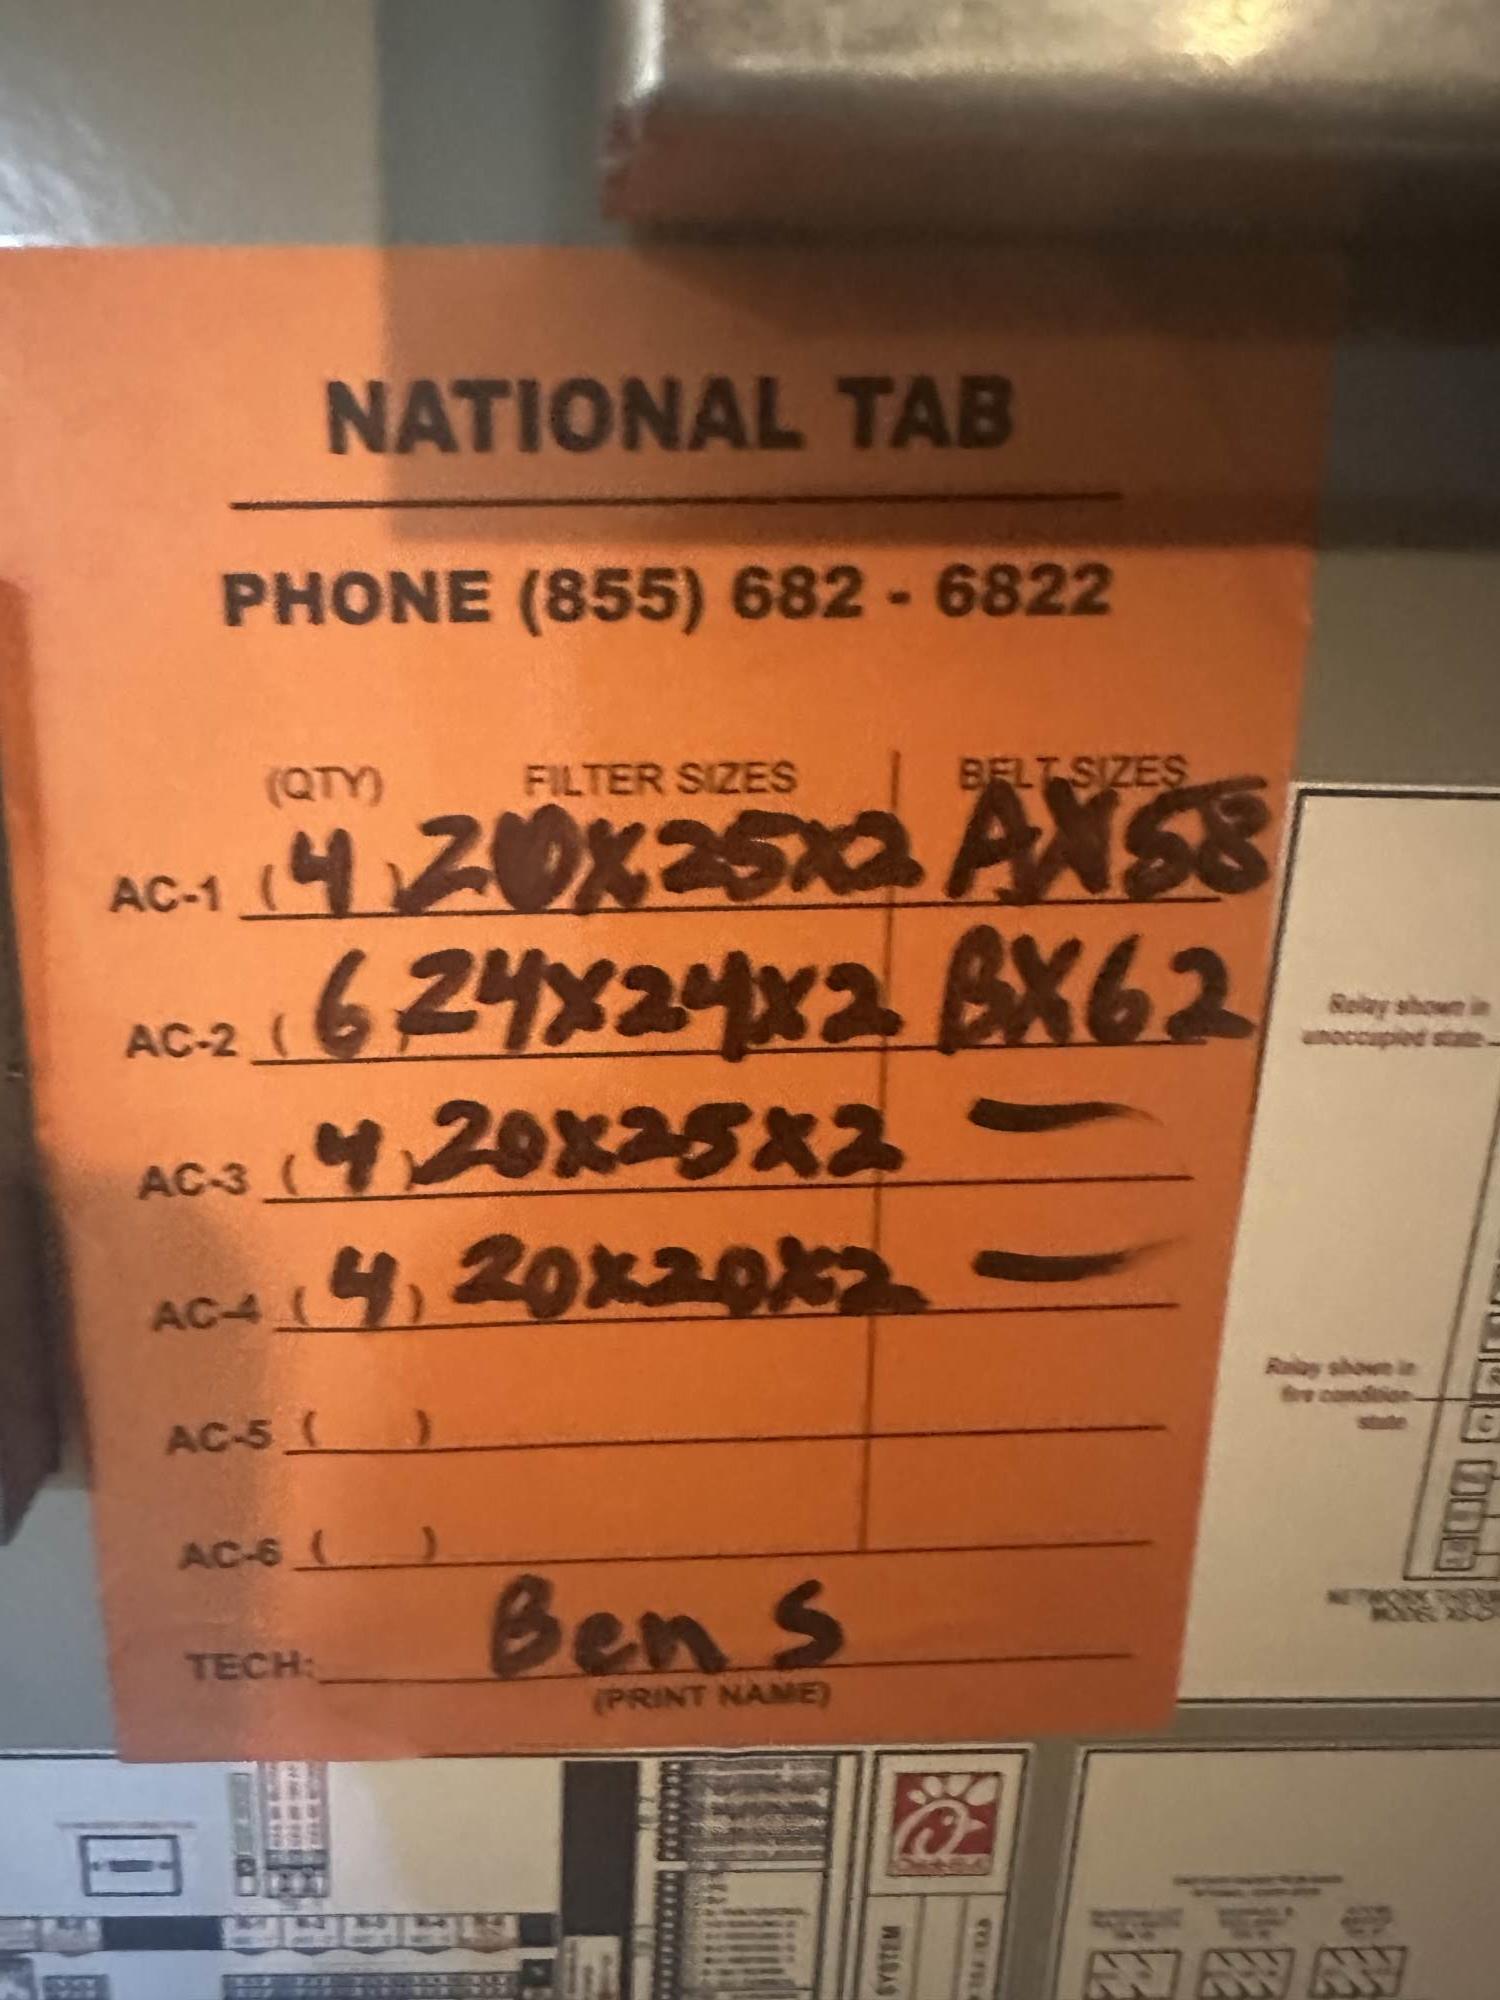 NATIONAL TAB
PHONE (855) 682 - 6822
(QTY) FILTER SIZES BELT SIZES
AC-1 (4) 20x25x2 AX58
AC-2 (6) 24x24x2 BX62
AC-3 (4) 20x25x2 —
AC-4 (4) 20x20x2 —
AC-5 ( )
AC-6 ( )
TECH: Ben S
(PRINT NAME)
Relay shown in
unoccupied state
Relay shown in
fire condition
state
SYSTEM